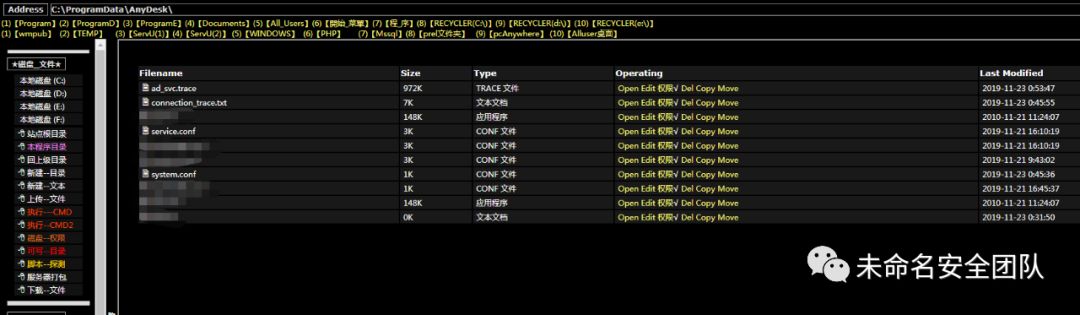 Address C:\ProgramData\AnyDesk\
(1)【Program】(2)【ProgramD】(3)【ProgramE】(4)【Documents】(5)【All_Users】(6)【開始_菜單】(7)【程_序】(8)【RECYCLER(C:\)】(9)【RECYCLER(d:\)】(10)【RECYCLER(e:\)】
(1)【wmpub】(2)【TEMP】(3)【ServU(1)】(4)【ServU(2)】(5)【WINDOWS】(6)【PHP】(7)【Mssql】(8)【prel文件夹】(9)【pcAnywhere】(10)【Alluser桌面】
★磁盘_文件★
本地磁盘 (C:)
本地磁盘 (D:)
本地磁盘 (E:)
本地磁盘 (F:)
站点根目录
本程序目录
回上级目录
新建--目录
新建--文本
上传--文件
执行---CMD
执行--CMD2
磁盘--权限
可写--目录
脚本--探测
服务器打包
下载--文件
Filename Size Type Operating Last Modified
ad_svc.trace 972K TRACE 文件 Open Edit 权限√ Del Copy Move 2019-11-23 0:53:47
connection_trace.txt 7K 文本文档 Open Edit 权限√ Del Copy Move 2019-11-23 0:45:55
148K 应用程序 Open Edit 权限√ Del Copy Move 2010-11-21 11:24:07
service.conf 3K CONF 文件 Open Edit 权限√ Del Copy Move 2019-11-21 16:10:19
3K CONF 文件 Open Edit 权限√ Del Copy Move 2019-11-21 16:10:19
3K CONF 文件 Open Edit 权限√ Del Copy Move 2019-11-21 9:43:02
system.conf 1K CONF 文件 Open Edit 权限√ Del Copy Move 2019-11-23 0:45:36
1K CONF 文件 Open Edit 权限√ Del Copy Move 2019-11-21 16:45:37
148K 应用程序 Open Edit 权限√ Del Copy Move 2010-11-21 11:24:07
0K 文本文档 Open Edit 权限√ Del Copy Move 2019-11-23 0:31:50
未命名安全团队